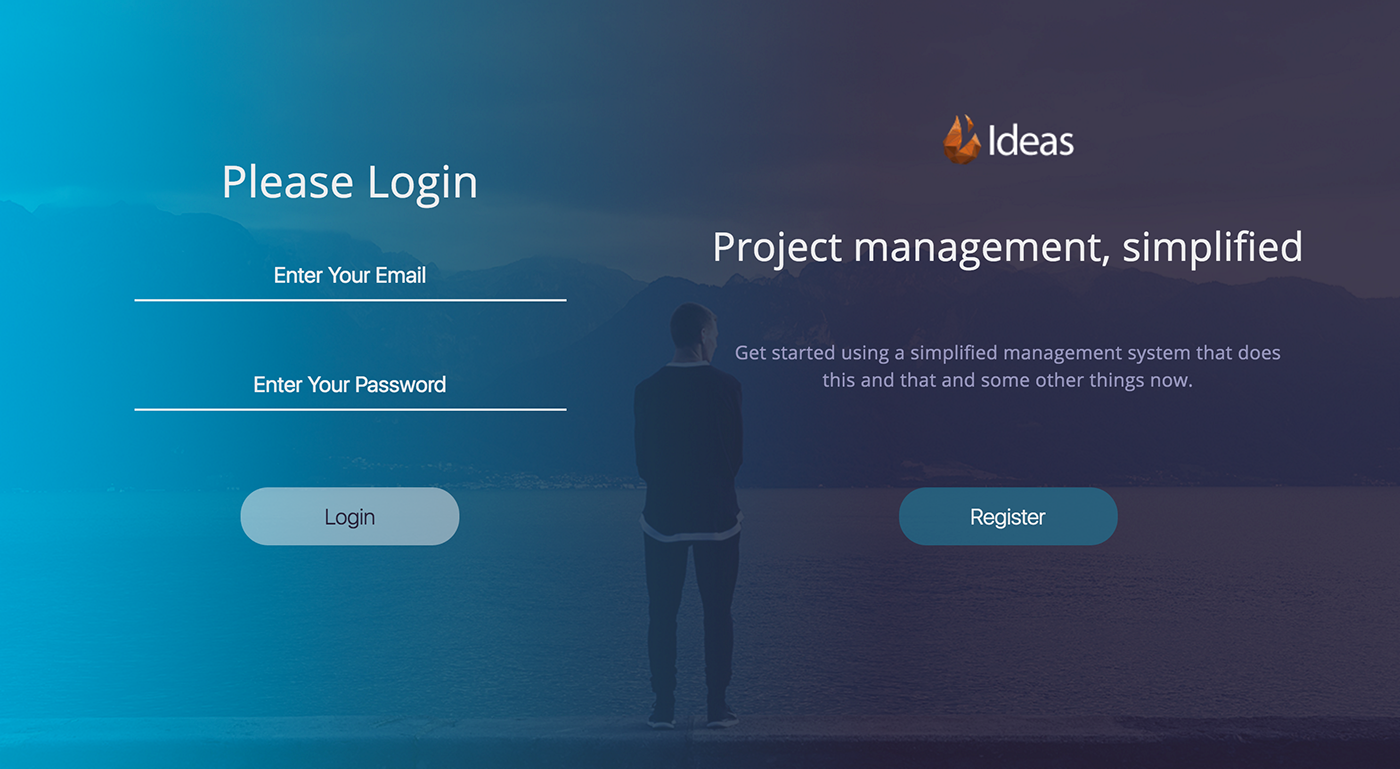 Please Login
Enter Your Email
Enter Your Password
Login
Ideas
Project management, simplified
Get started using a simplified management system that does
this and that and some other things now.
Register